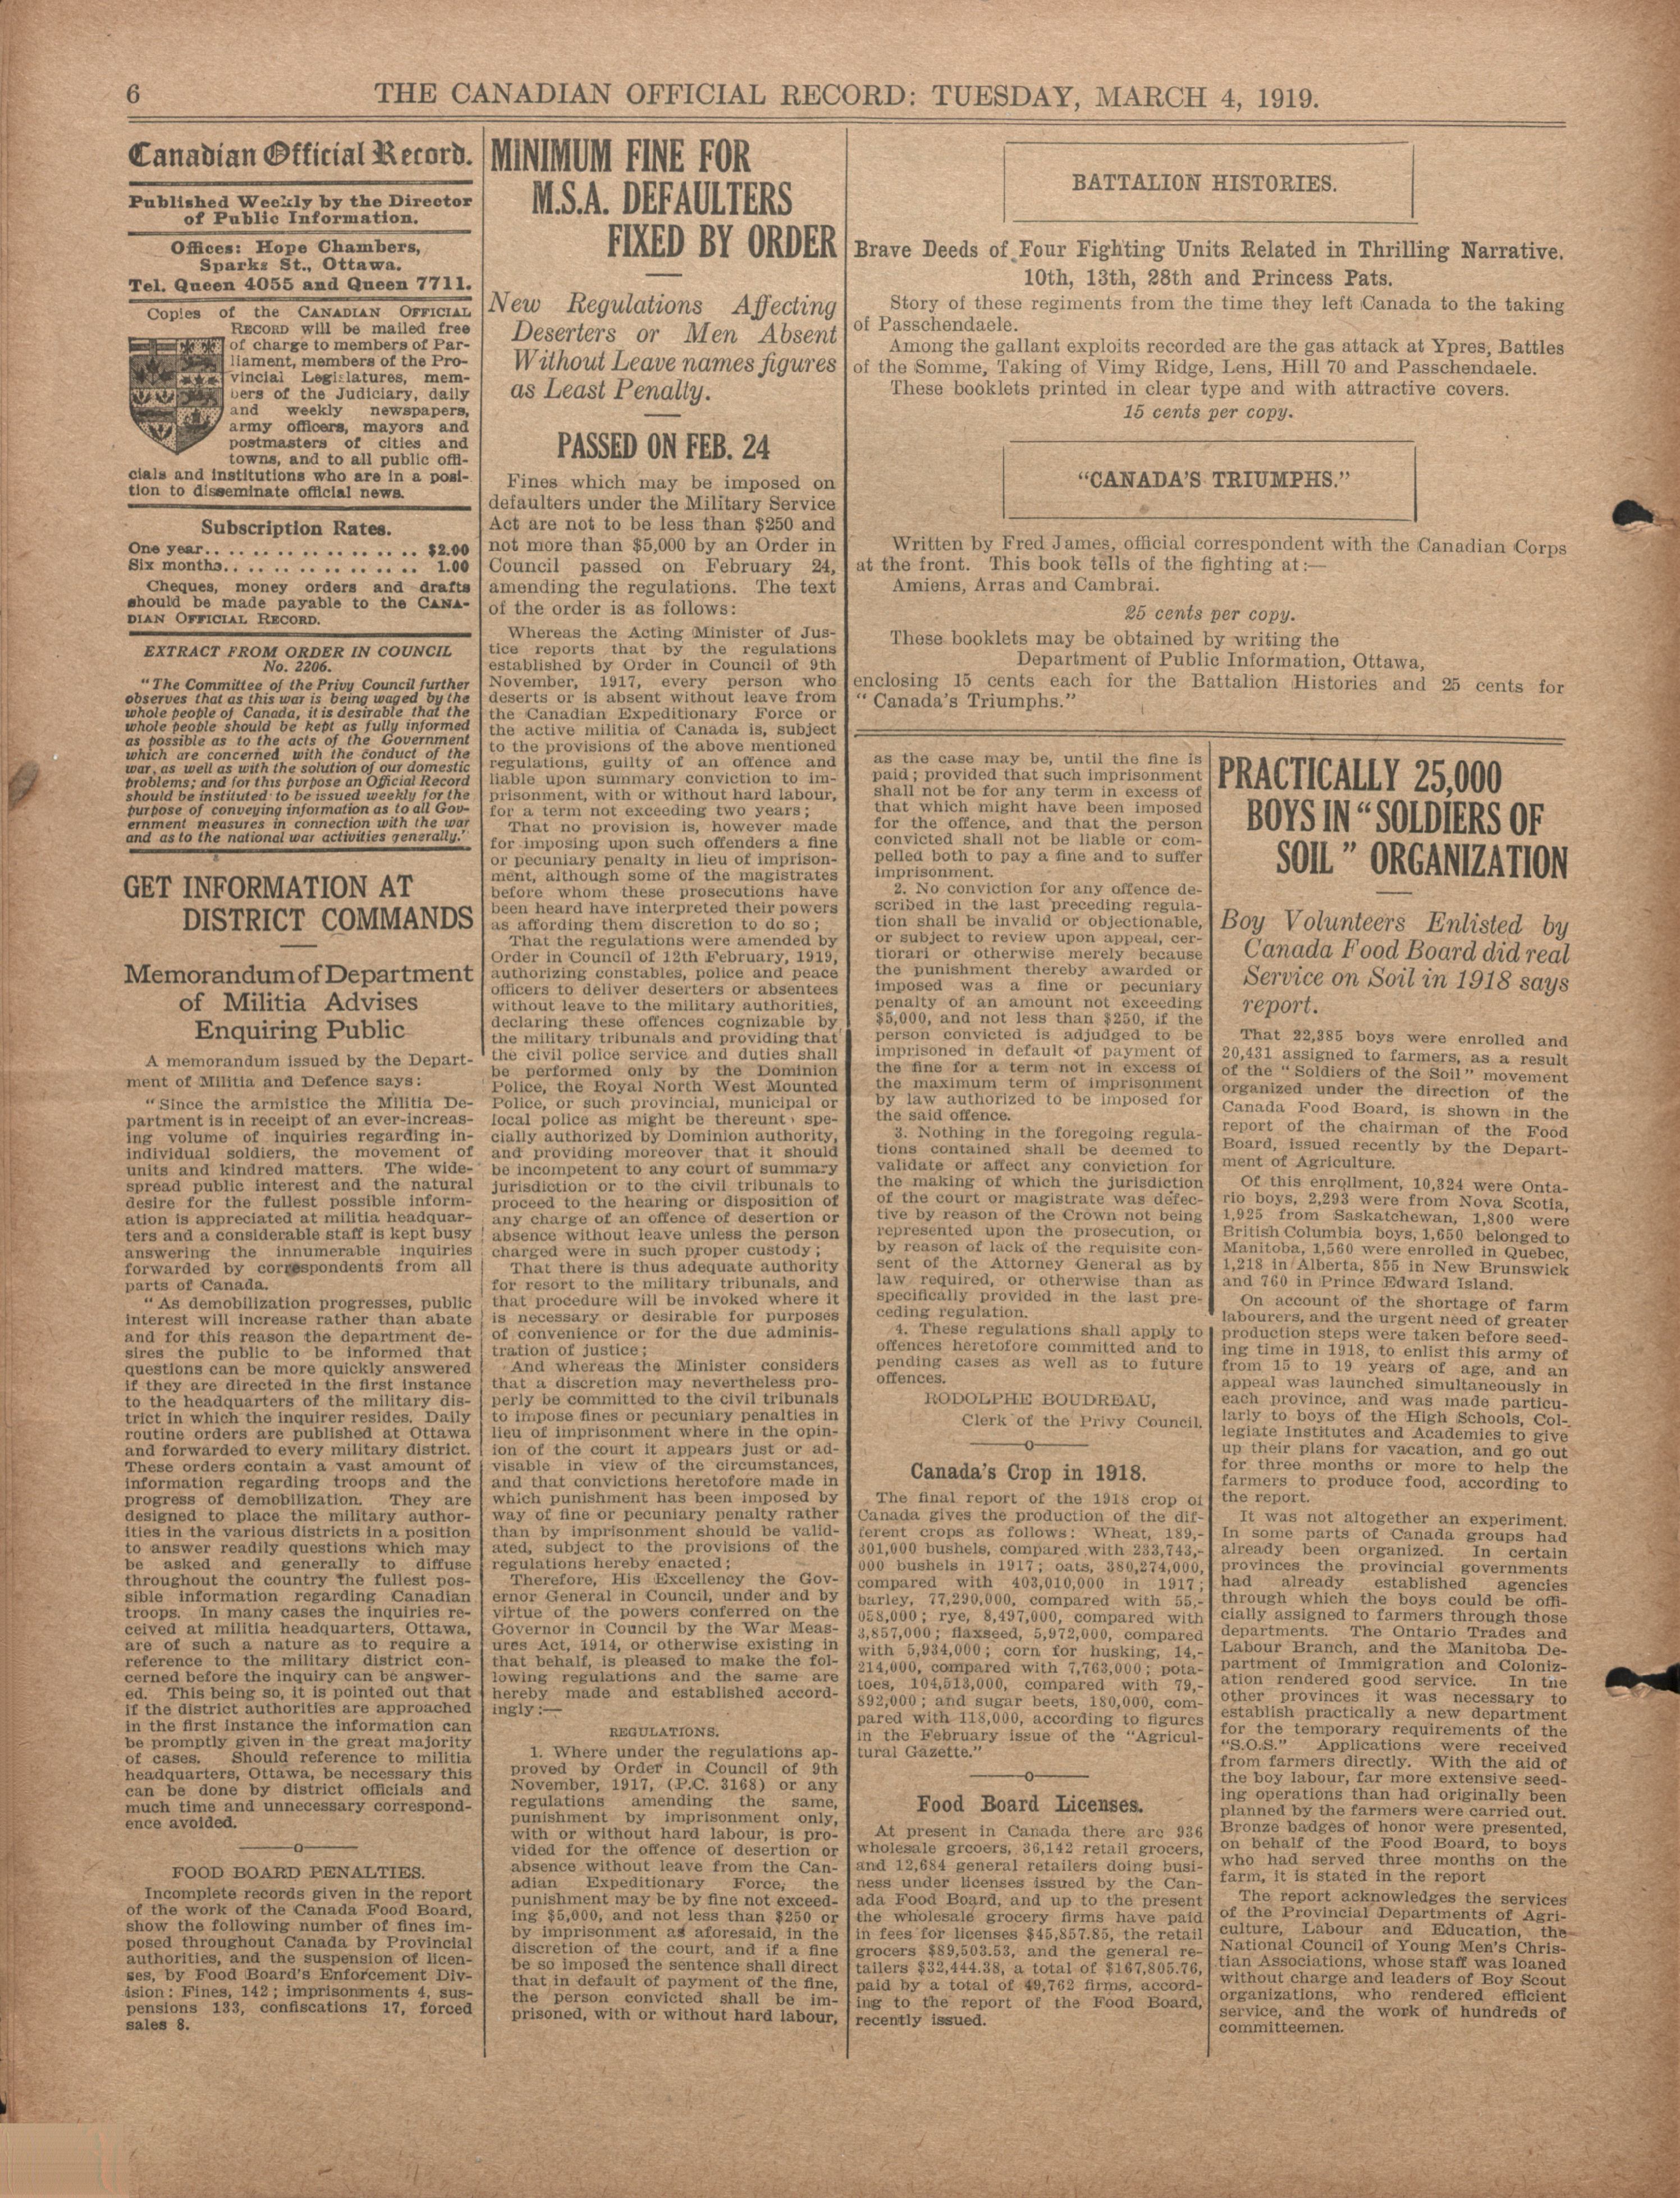 6
THE CANADIAN OFFICIAL RECORD: TUESDAY, MARCH 4, 1919.
Canadian Official Record.
Published Weekly by the Director
of Public Information.
Offices: Hope Chambers,
Sparks St., Ottawa.
Tel. Queen 4055 and Queen 7711.
Copies of the CANADIAN OFFICIAL
RECORD will be mailed free
of charge to members of Par-
liament, members of the Pro-
vincial Legislatures, mem-
bers of the Judiciary, daily
and weekly newspapers,
army officers, mayors and
postmasters of cities and
towns, and to all public offi-
cials and institutions who are in a posi-
tion to disseminate official news.
Subscription Rates.
One year.. .. .. .. .. .. .. .. $2.00
Six months.. .. .. .. .. .. .. 1.00
Cheques, money orders and drafts
should be made payable to the CANA-
DIAN OFFICIAL RECORD.
EXTRACT FROM ORDER IN COUNCIL
No. 2206.
"The Committee of the Privy Council further
observes that as this war is being waged by the
whole people of Canada, it is desirable that the
whole people should be kept as fully informed
as possible as to the acts of the Government
which are concerned with the conduct of the
war, as well as with the solution of our domestic
problems; and for this purpose an Official Record
should be instituted to be issued weekly for the
purpose of conveying information as to all Gov-
ernment measures in connection with the war
and as to the national war activities generally."
GET INFORMATION AT
DISTRICT COMMANDS
Memorandum of Department
of Militia Advises
Enquiring Public
A memorandum issued by the Depart-
ment of Militia and Defence says:
"Since the armistice the Militia De-
partment is in receipt of an ever-increas-
ing volume of inquiries regarding in-
individual soldiers, the movement of
units and kindred matters. The wide-
spread public interest and the natural
desire for the fullest possible inform-
ation is appreciated at militia headquar-
ters and a considerable staff is kept busy
answering the innumerable inquiries
forwarded by correspondents from all
parts of Canada.
"As demobilization progresses, public
interest will increase rather than abate
and for this reason the department de-
sires the public to be informed that
questions can be more quickly answered
if they are directed in the first instance
to the headquarters of the military dis-
trict in which the inquirer resides. Daily
routine orders are published at Ottawa
and forwarded to every military district.
These orders contain a vast amount of
information regarding troops and the
progress of demobilization. They are
designed to place the military author-
ities in the various districts in a position
to answer readily questions which may
be asked and generally to diffuse
throughout the country the fullest pos-
sible information regarding Canadian
troops. In many cases the inquiries re-
ceived at militia headquarters, Ottawa,
are of such a nature as to require a
reference to the military district con-
cerned before the inquiry can be answer-
ed. This being so, it is pointed out that
if the district authorities are approached
in the first instance the information can
be promptly given in the great majority
of cases. Should reference to militia
headquarters, Ottawa, be necessary this
can be done by district officials and
much time and unnecessary correspond-
ence avoided.
FOOD BOARD PENALTIES.
Incomplete records given in the report
of the work of the Canada Food Board,
show the following number of fines im-
posed throughout Canada by Provincial
authorities, and the suspension of licen-
ses, by Food Board's Enforcement Div-
ision: Fines, 142; imprisonments 4, sus-
pensions 133, confiscations 17, forced
sales 8.
MINIMUM FINE FOR
M.S.A. DEFAULTERS
FIXED BY ORDER
New Regulations Affecting
Deserters or Men Absent
Without Leave names figures
as Least Penalty.
PASSED ON FEB. 24
Fines which may be imposed on
defaulters under the Military Service
Act are not to be less than $250 and
not more than $5,000 by an Order in
Council passed on February 24,
amending the regulations. The text
of the order is as follows:
Whereas the Acting Minister of Jus-
tice reports that by the regulations
established by Order in Council of 9th
November, 1917, every person who
deserts or is absent without leave from
the Canadian Expeditionary Force or
the active militia of Canada is, subject
to the provisions of the above mentioned
regulations, guilty of an offence and
liable upon summary conviction to im-
prisonment, with or without hard labour,
for a term not exceeding two years;
That no provision is, however made
for imposing upon such offenders a fine
or pecuniary penalty in lieu of imprison-
ment, although some of the magistrates
before whom these prosecutions have
been heard have interpreted their powers
as affording them discretion to do so;
That the regulations were amended by
Order in Council of 12th February, 1919,
authorizing constables, police and peace
officers to deliver deserters or absentees
without leave to the military authorities,
declaring these offences cognizable by
the military tribunals and providing that
the civil police service and duties shall
be performed only by the Dominion
Police, the Royal North West Mounted
Police, or such provincial, municipal or
local police as might be thereunt spe-
cially authorized by Dominion authority,
and providing moreover that it should
be incompetent to any court of summary
jurisdiction or to the civil tribunals to
proceed to the hearing or disposition of
any charge of an offence of desertion or
absence without leave unless the person
charged were in such proper custody;
That there is thus adequate authority
for resort to the military tribunals, and
that procedure will be invoked where it
is necessary or desirable for purposes
of convenience or for the due adminis-
tration of justice;
And whereas the Minister considers
that a discretion may nevertheless pro-
perly be committed to the civil tribunals
to impose fines or pecuniary penalties in
lieu of imprisonment where in the opin-
ion of the court it appears just or ad-
visable in view of the circumstances,
and that convictions heretofore made in
which punishment has been imposed by
way of fine or pecuniary penalty rather
than by imprisonment should be valid-
ated, subject to the provisions of the
regulations hereby enacted;
Therefore, His Excellency the Gov-
ernor General in Council, under and by
virtue of the powers conferred on the
Governor in Council by the War Meas-
ures Act, 1914, or otherwise existing in
that behalf, is pleased to make the fol-
lowing regulations and the same are
hereby made and established accord-
ingly:—
REGULATIONS.
1. Where under the regulations ap-
proved by Order in Council of 9th
November, 1917, (P.C. 3168) or any
regulations amending the same,
punishment by imprisonment only,
with or without hard labour, is pro-
vided for the offence of desertion or
absence without leave from the Can-
adian Expeditionary Force, the
punishment may be by fine not exceed-
ing $5,000, and not less than $250 or
by imprisonment as aforesaid, in the
discretion of the court, and if a fine
be so imposed the sentence shall direct
that in default of payment of the fine,
the person convicted shall be im-
prisoned, with or without hard labour,
BATTALION HISTORIES.
Brave Deeds of Four Fighting Units Related in Thrilling Narrative.
10th, 13th, 28th and Princess Pats.
Story of these regiments from the time they left Canada to the taking
of Passchendaele.
Among the gallant exploits recorded are the gas attack at Ypres, Battles
of the Somme, Taking of Vimy Ridge, Lens, Hill 70 and Passchendaele.
These booklets printed in clear type and with attractive covers.
15 cents per copy.
"CANADA'S TRIUMPHS."
Written by Fred James, official correspondent with the Canadian Corps
at the front. This book tells of the fighting at:—
Amiens, Arras and Cambrai.
25 cents per copy.
These booklets may be obtained by writing the
Department of Public Information, Ottawa,
enclosing 15 cents each for the Battalion Histories and 25 cents for
"Canada's Triumphs."
as the case may be, until the fine is
paid; provided that such imprisonment
shall not be for any term in excess of
that which might have been imposed
for the offence, and that the person
convicted shall not be liable or com-
pelled both to pay a fine and to suffer
imprisonment.
2. No conviction for any offence de-
scribed in the last preceding regula-
tion shall be invalid or objectionable,
or subject to review upon appeal, cer-
tiorari or otherwise merely because
the punishment thereby awarded or
imposed was a fine or pecuniary
penalty of an amount not exceeding
$5,000, and not less than $250, if the
person convicted is adjudged to be
imprisoned in default of payment of
the fine for a term not in excess of
the maximum term of imprisonment
by law authorized to be imposed for
the said offence.
3. Nothing in the foregoing regula-
tions contained shall be deemed to
validate or affect any conviction for
the making of which the jurisdiction
of the court or magistrate was defec-
tive by reason of the Crown not being
represented upon the prosecution, or
by reason of lack of the requisite con-
sent of the Attorney General as by
law required, or otherwise than as
specifically provided in the last pre-
ceding regulation.
4. These regulations shall apply to
offences heretofore committed and to
pending cases as well as to future
offences.
RODOLPHE BOUDREAU,
Clerk of the Privy Council.
Canada's Crop in 1918.
The final report of the 1918 crop of
Canada gives the production of the dif-
ferent crops as follows: Wheat, 189,-
301,000 bushels, compared with 233,743,-
000 bushels in 1917; oats, 380,274,000,
compared with 403,010,000 in 1917;
barley, 77,290,000, compared with 55,-
058,000; rye, 8,497,000, compared with
3,857,000; flaxseed, 5,972,000, compared
with 5,934,000; corn for husking, 14,-
214,000, compared with 7,763,000; pota-
toes, 104,513,000, compared with 79,-
892,000; and sugar beets, 180,000, com-
pared with 118,000, according to figures
in the February issue of the "Agricul-
tural Gazette."
Food Board Licenses.
At present in Canada there are 936
wholesale grcoers, 36,142 retail grocers,
and 12,684 general retailers doing busi-
ness under licenses issued by the Can-
ada Food Board, and up to the present
the wholesale grocery firms have paid
in fees for licenses $45,857.85, the retail
grocers $89,503.53, and the general re-
tailers $32,444.38, a total of $167,805.76,
paid by a total of 49,762 firms, accord-
ing to the report of the Food Board,
recently issued.
PRACTICALLY 25,000
BOYS IN "SOLDIERS OF
SOIL" ORGANIZATION
Boy Volunteers Enlisted by
Canada Food Board did real
Service on Soil in 1918 says
report.
That 22,385 boys were enrolled and
20,431 assigned to farmers, as a result
of the "Soldiers of the Soil" movement
organized under the direction of the
Canada Food Board, is shown in the
report of the chairman of the Food
Board, issued recently by the Depart-
ment of Agriculture.
Of this enrollment, 10,324 were Onta-
rio boys, 2,293 were from Nova Scotia,
1,925 from Saskatchewan, 1,800 were
British Columbia boys, 1,650 belonged to
Manitoba, 1,560 were enrolled in Quebec,
1,218 in Alberta, 855 in New Brunswick
and 760 in Prince Edward Island.
On account of the shortage of farm
labourers, and the urgent need of greater
production steps were taken before seed-
ing time in 1918, to enlist this army of
from 15 to 19 years of age, and an
appeal was launched simultaneously in
each province, and was made particu-
larly to boys of the High Schools, Col-
legiate Institutes and Academies to give
up their plans for vacation, and go out
for three months or more to help the
farmers to produce food, according to
the report.
It was not altogether an experiment.
In some parts of Canada groups had
already been organized. In certain
provinces the provincial governments
had already established agencies
through which the boys could be offi-
cially assigned to farmers through those
departments. The Ontario Trades and
Labour Branch, and the Manitoba De-
partment of Immigration and Coloniz-
ation rendered good service. In the
other provinces it was necessary to
establish practically a new department
for the temporary requirements of the
"S.O.S." Applications were received
from farmers directly. With the aid of
the boy labour, far more extensive seed-
ing operations than had originally been
planned by the farmers were carried out.
Bronze badges of honor were presented,
on behalf of the Food Board, to boys
who had served three months on the
farm, it is stated in the report
The report acknowledges the services
of the Provincial Departments of Agri-
culture, Labour and Education, the
National Council of Young Men's Chris-
tian Associations, whose staff was loaned
without charge and leaders of Boy Scout
organizations, who rendered efficient
service, and the work of hundreds of
committeemen.